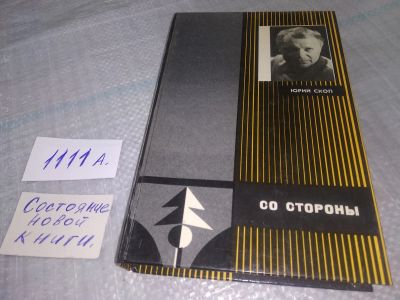 ЮРИЙ СКОП
СО СТОРОНЫ
1111 А.
Состояние
новой
книги.